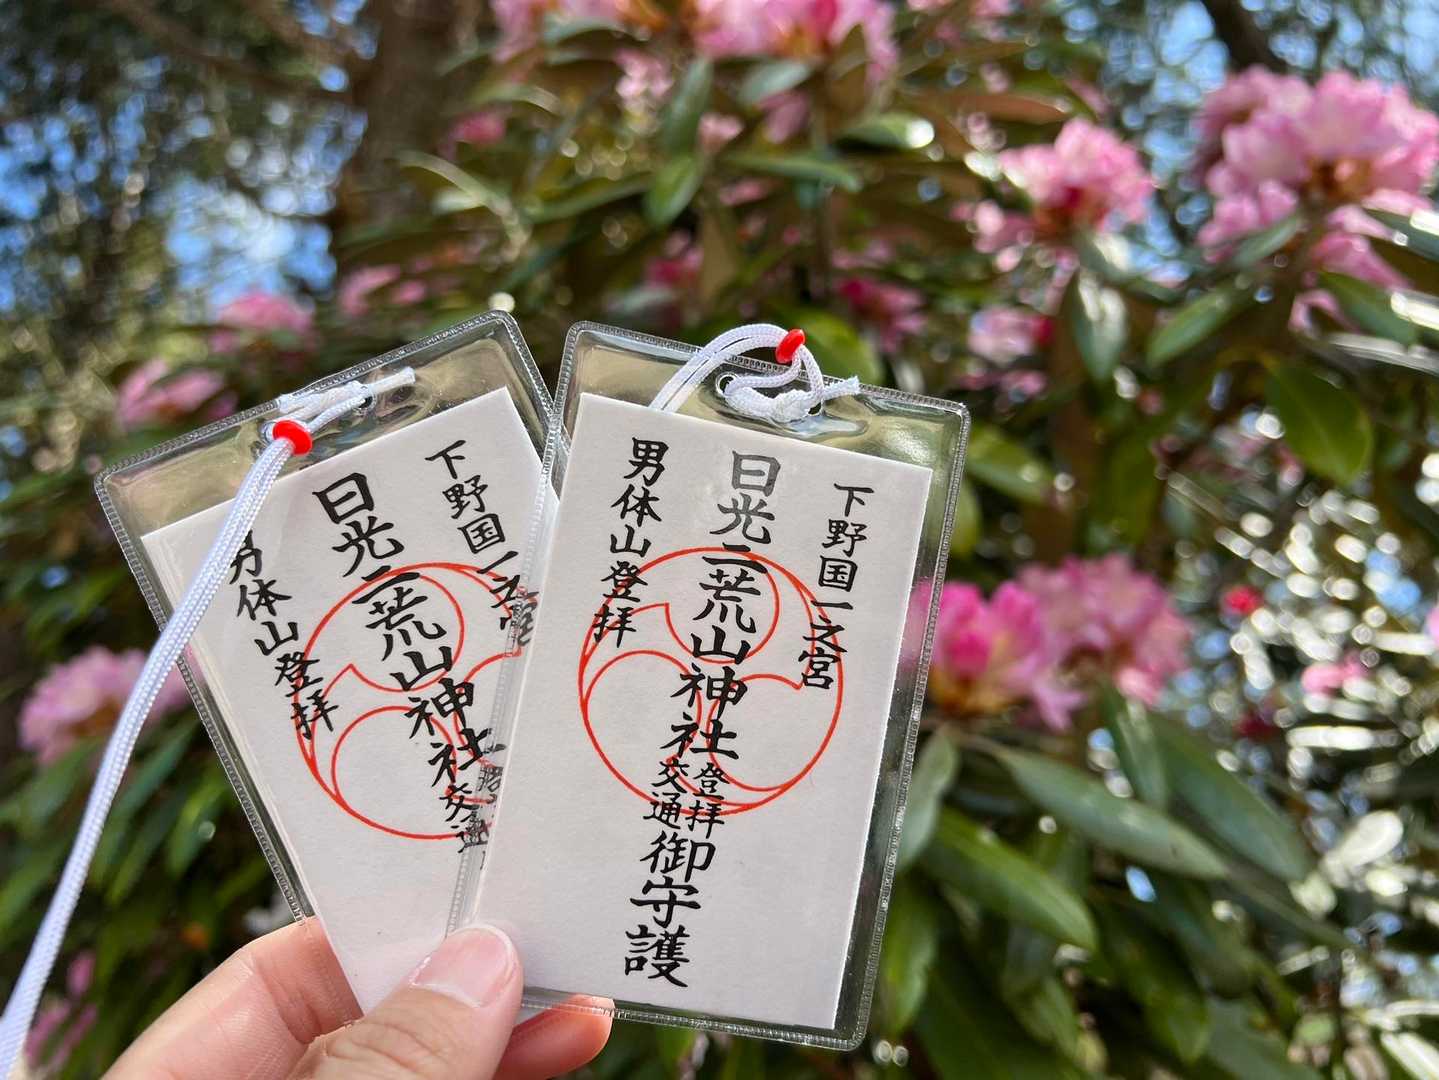 下野国一之宮
日光二荒山神社
登拝
交通
御守護
男体山登拝
下野国一之宮
日光二荒山神社
交通
男体山登拝